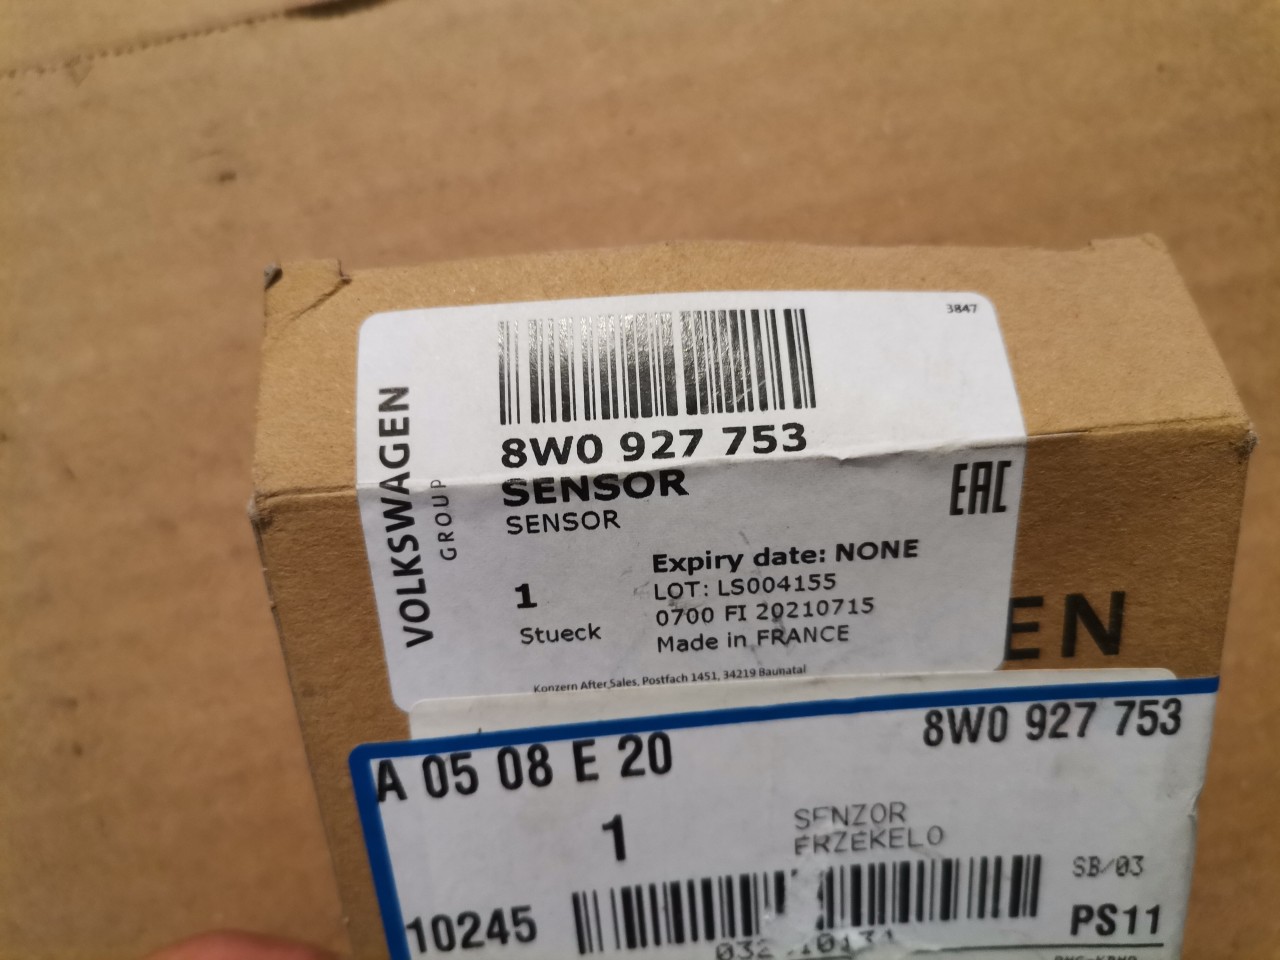 3847
VOLKSWAGEN
GROUP
8W0 927 753
SENSOR
SENSOR
EAC
1
Stueck
Expiry date: NONE
LOT: LS004155
0700 FI 20210715
Made in FRANCE
Konzern After Sales, Postfach 1451, 34219 Baunatal
EN
A 05 08 E 20
8W0 927 753
1
SENZOR
ÉRZÉKELO
SB/03
10245
PS11